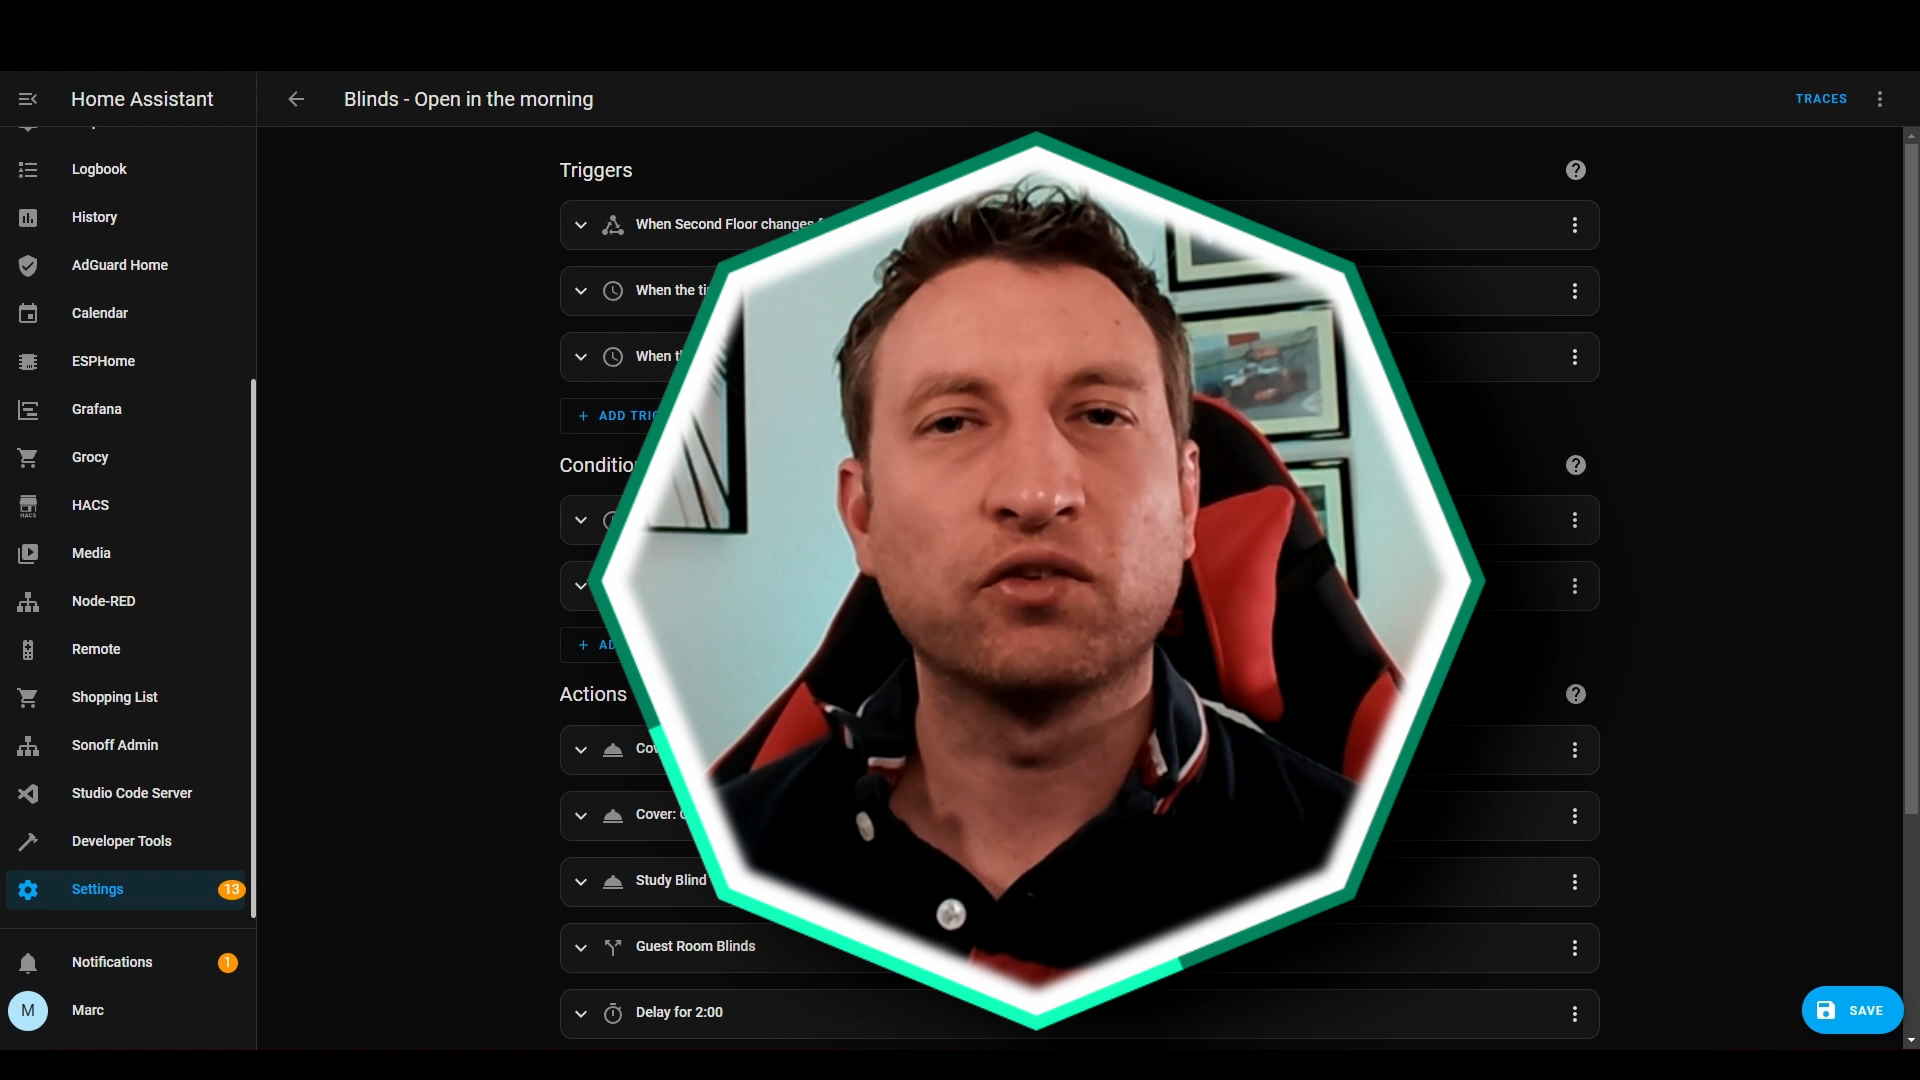 Home Assistant
Blinds - Open in the morning
TRACES
Logbook
History
AdGuard Home
Calendar
ESPHome
Grafana
Grocy
HACS
HACS
Media
Node-RED
Remote
Shopping List
Sonoff Admin
Studio Code Server
Developer Tools
Settings
13
Notifications
1
M
Marc
Triggers
When Second Floor changes
When the
When
ADD
Actions
Cover:
Study Blind
Guest Room Blinds
Delay for 2:00
SAVE